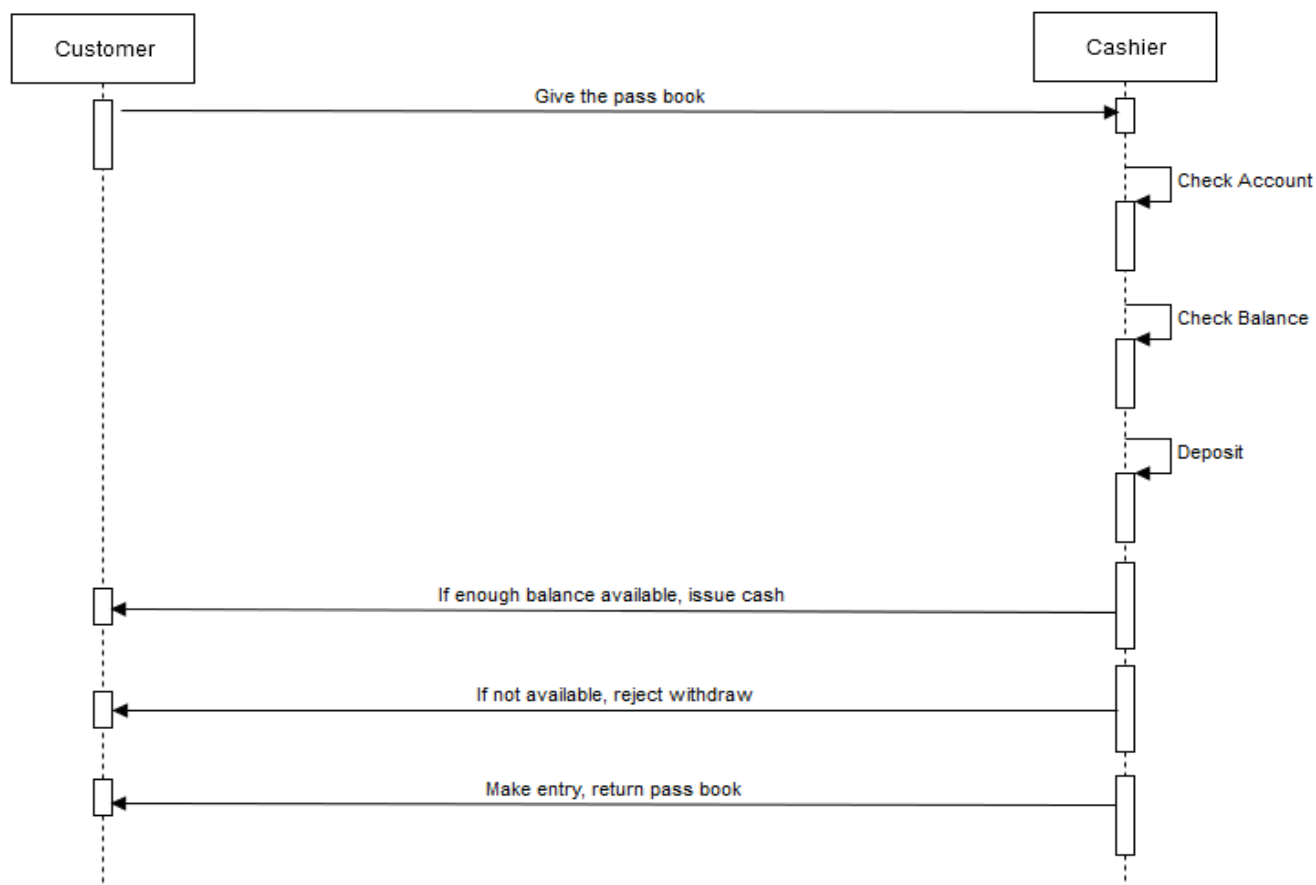 Customer
Cashier
Give the pass book
Check Account
Check Balance
Deposit
If enough balance available, issue cash
If not available, reject withdraw
Make entry, return pass book